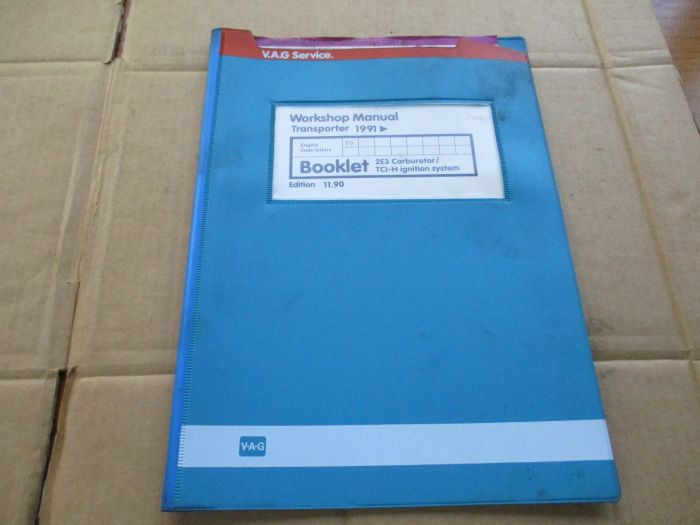 V.A.G Service.
Workshop Manual
Transporter 1991 ►
Engine
Code letters
PD
Booklet
2E3 Carburetor/
TCI-H ignition system
Edition 11.90
V·A·G